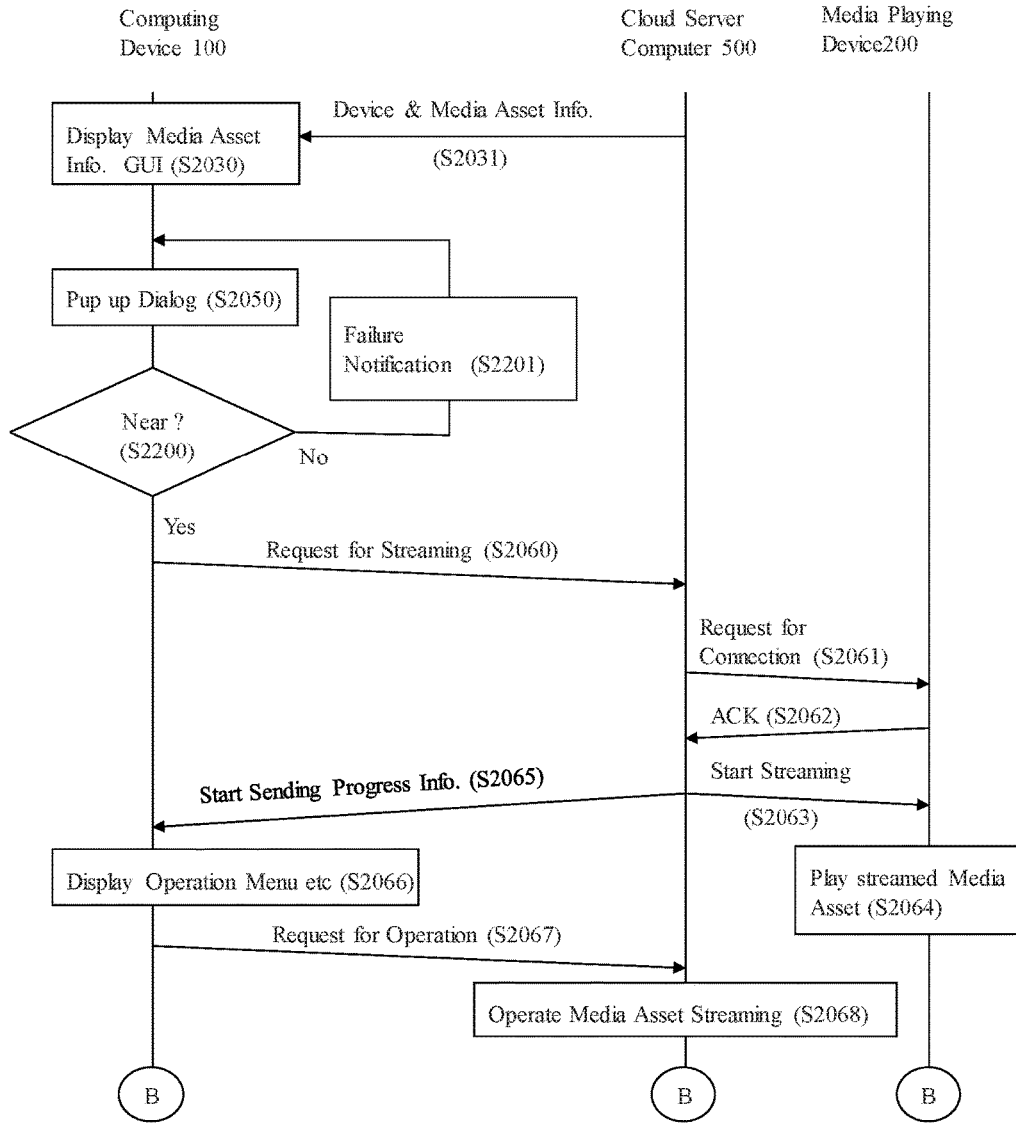 Computing
Device 100
Cloud Server
Computer 500
Media Playing
Device200
Device & Media Asset Info.
(S2031)
Display Media Asset
Info. GUI (S2030)
Pup up Dialog (S2050)
Failure
Notification (S2201)
Near ?
(S2200)
No
Yes
Request for Streaming (S2060)
Request for
Connection (S2061)
ACK (S2062)
Start Sending Progress Info. (S2065)
Start Streaming
(S2063)
Display Operation Menu etc (S2066)
Play streamed Media
Asset (S2064)
Request for Operation (S2067)
Operate Media Asset Streaming (S2068)
B
B
B